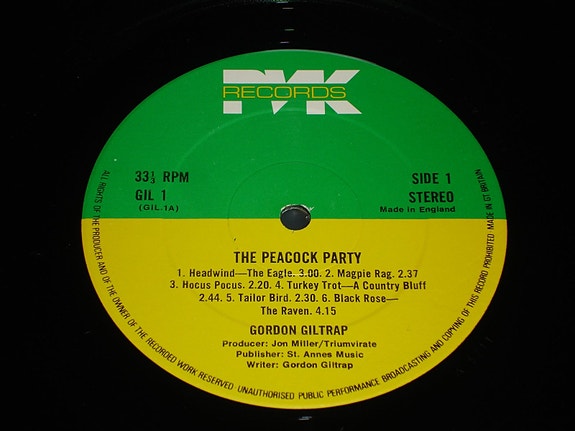 PVK
RECORDS
33⅓ RPM
GIL 1
(GIL.1A)
SIDE 1
STEREO
Made in England
THE PEACOCK PARTY
1. Headwind—The Eagle. 3.00. 2. Magpie Rag. 2.37
3. Hocus Pocus. 2.20. 4. Turkey Trot—A Country Bluff
2.44. 5. Tailor Bird. 2.30. 6. Black Rose—
The Raven. 4.15
GORDON GILTRAP
Producer: Jon Miller/Triumvirate
Publisher: St. Annes Music
Writer: Gordon Giltrap
ALL RIGHTS OF THE PRODUCER AND OF THE OWNER OF THE RECORDED WORK RESERVED UNAUTHORISED PUBLIC PERFORMANCE BROADCASTING AND COPYING OF THIS RECORD PROHIBITED MADE IN GT BRITAIN